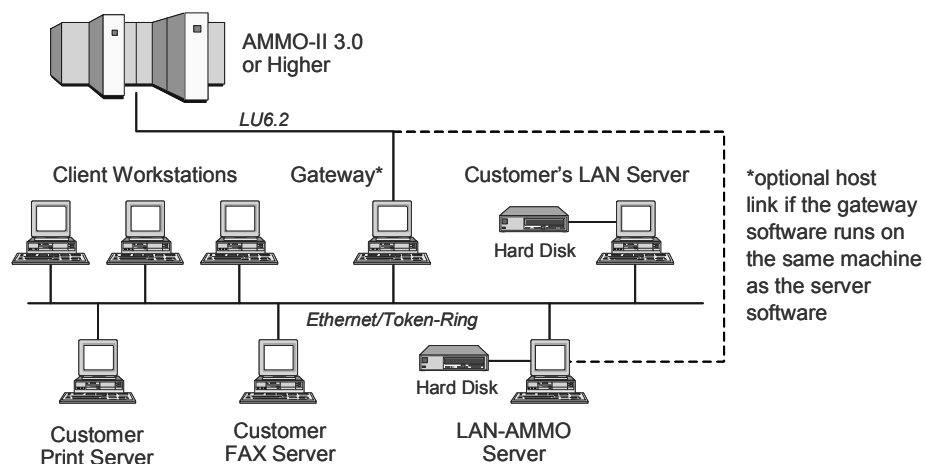 AMMO-II 3.0
or Higher
LU6.2
Client Workstations
Gateway*
Customer's LAN Server
*optional host
link if the gateway
software runs on
the same machine
as the server
software
Hard Disk
Ethernet/Token-Ring
Hard Disk
Customer
Print Server
Customer
FAX Server
LAN-AMMO
Server